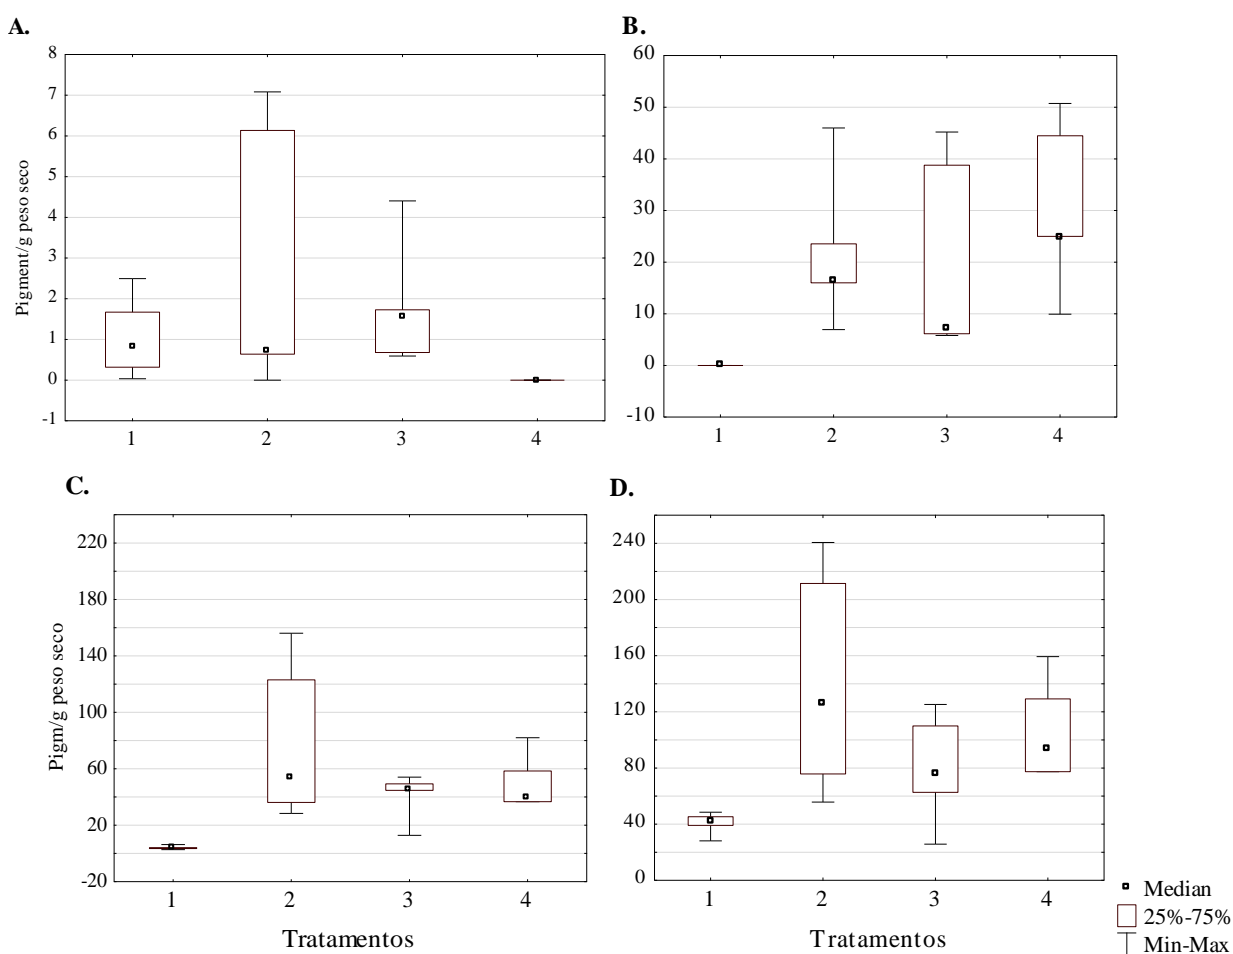 A.
8
7
6
5
4
3
2
1
0
-1
Pigment/g peso seco
1 2 3 4
B.
60
50
40
30
20
10
0
-10
1 2 3 4
C.
220
180
140
100
60
20
-20
Pigm/g peso seco
1 2 3 4
Tratamentos
D.
240
200
160
120
80
40
0
1 2 3 4
Tratamentos
Median
25%-75%
Min-Max